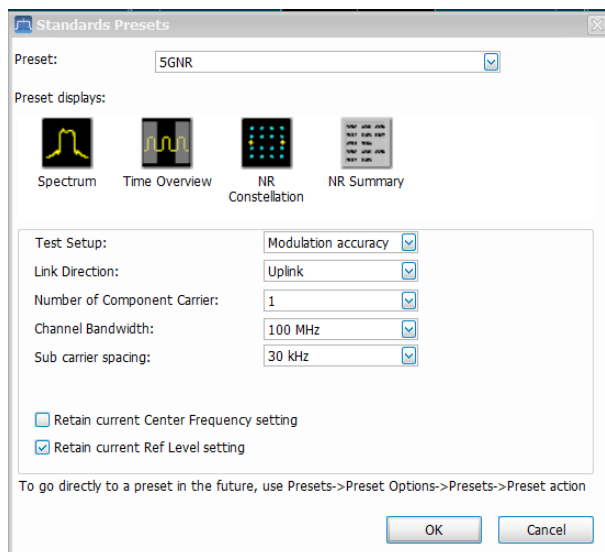 Standards Presets
Preset:
5GNR
Preset displays:
Spectrum
Time Overview
NR
Constellation
NR Summary
Test Setup:
Modulation accuracy
Link Direction:
Uplink
Number of Component Carrier:
1
Channel Bandwidth:
100 MHz
Sub carrier spacing:
30 kHz
Retain current Center Frequency setting
Retain current Ref Level setting
To go directly to a preset in the future, use Presets->Preset Options->Presets->Preset action
OK
Cancel